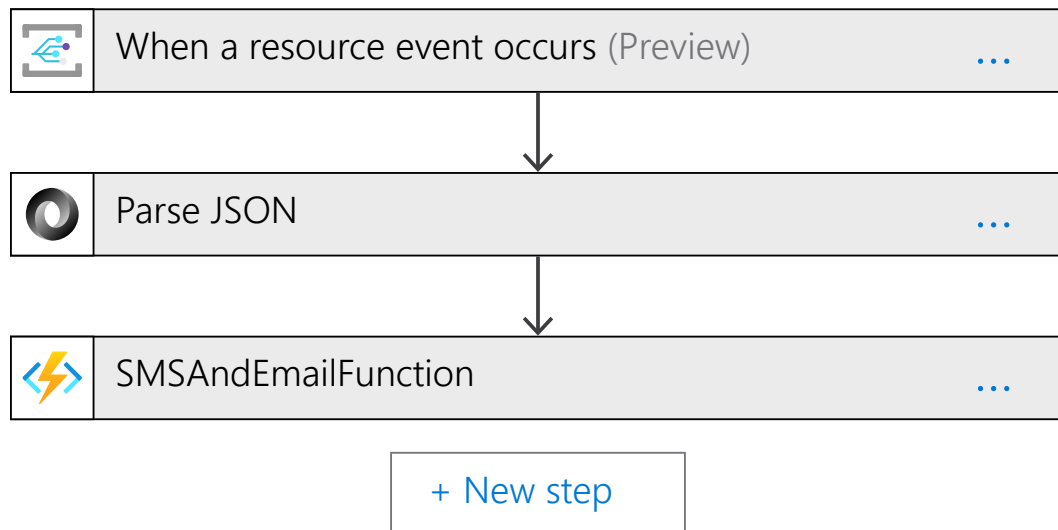 When a resource event occurs (Preview) ...
Parse JSON ...
SMSAndEmailFunction ...
+ New step